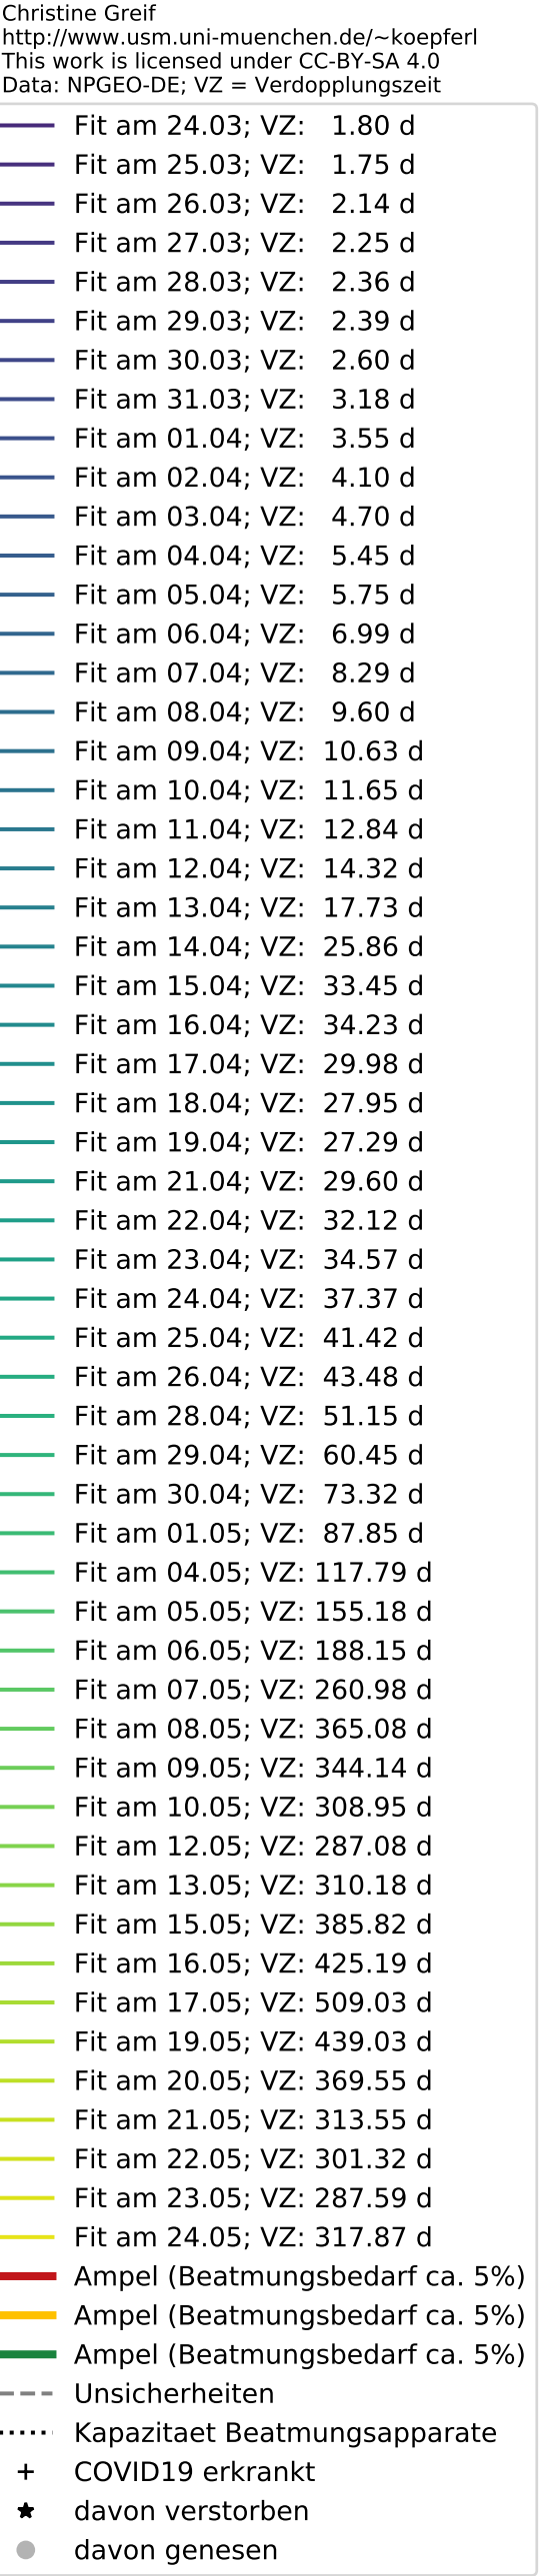 Christine Greif
http://www.usm.uni-muenchen.de/~koepferl
This work is licensed under CC-BY-SA 4.0
Data: NPGEO-DE; VZ = Verdopplungszeit
Fit am 24.03; VZ: 1.80 d
Fit am 25.03; VZ: 1.75 d
Fit am 26.03; VZ: 2.14 d
Fit am 27.03; VZ: 2.25 d
Fit am 28.03; VZ: 2.36 d
Fit am 29.03; VZ: 2.39 d
Fit am 30.03; VZ: 2.60 d
Fit am 31.03; VZ: 3.18 d
Fit am 01.04; VZ: 3.55 d
Fit am 02.04; VZ: 4.10 d
Fit am 03.04; VZ: 4.70 d
Fit am 04.04; VZ: 5.45 d
Fit am 05.04; VZ: 5.75 d
Fit am 06.04; VZ: 6.99 d
Fit am 07.04; VZ: 8.29 d
Fit am 08.04; VZ: 9.60 d
Fit am 09.04; VZ: 10.63 d
Fit am 10.04; VZ: 11.65 d
Fit am 11.04; VZ: 12.84 d
Fit am 12.04; VZ: 14.32 d
Fit am 13.04; VZ: 17.73 d
Fit am 14.04; VZ: 25.86 d
Fit am 15.04; VZ: 33.45 d
Fit am 16.04; VZ: 34.23 d
Fit am 17.04; VZ: 29.98 d
Fit am 18.04; VZ: 27.95 d
Fit am 19.04; VZ: 27.29 d
Fit am 21.04; VZ: 29.60 d
Fit am 22.04; VZ: 32.12 d
Fit am 23.04; VZ: 34.57 d
Fit am 24.04; VZ: 37.37 d
Fit am 25.04; VZ: 41.42 d
Fit am 26.04; VZ: 43.48 d
Fit am 28.04; VZ: 51.15 d
Fit am 29.04; VZ: 60.45 d
Fit am 30.04; VZ: 73.32 d
Fit am 01.05; VZ: 87.85 d
Fit am 04.05; VZ: 117.79 d
Fit am 05.05; VZ: 155.18 d
Fit am 06.05; VZ: 188.15 d
Fit am 07.05; VZ: 260.98 d
Fit am 08.05; VZ: 365.08 d
Fit am 09.05; VZ: 344.14 d
Fit am 10.05; VZ: 308.95 d
Fit am 12.05; VZ: 287.08 d
Fit am 13.05; VZ: 310.18 d
Fit am 15.05; VZ: 385.82 d
Fit am 16.05; VZ: 425.19 d
Fit am 17.05; VZ: 509.03 d
Fit am 19.05; VZ: 439.03 d
Fit am 20.05; VZ: 369.55 d
Fit am 21.05; VZ: 313.55 d
Fit am 22.05; VZ: 301.32 d
Fit am 23.05; VZ: 287.59 d
Fit am 24.05; VZ: 317.87 d
Ampel (Beatmungsbedarf ca. 5%)
Ampel (Beatmungsbedarf ca. 5%)
Ampel (Beatmungsbedarf ca. 5%)
Unsicherheiten
Kapazitaet Beatmungsapparate
COVID19 erkrankt
davon verstorben
davon genesen